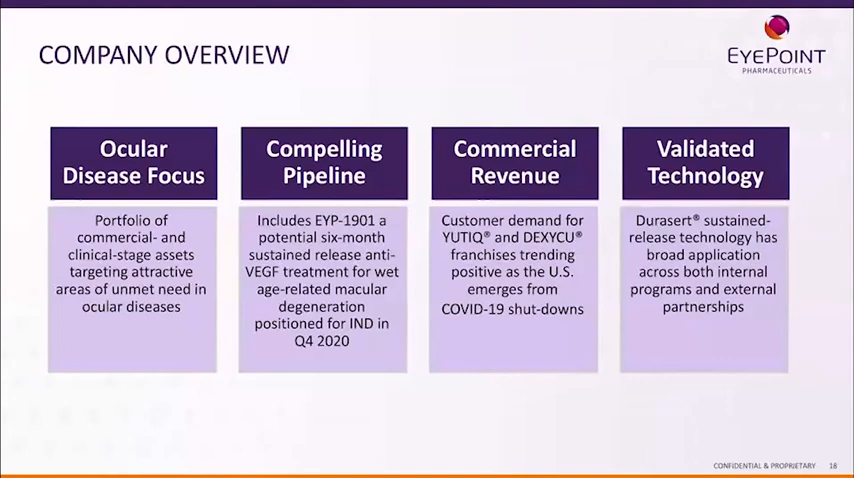 COMPANY OVERVIEW
EYEPOINT
PHARMACEUTICALS
Ocular
Disease Focus
Portfolio of
commercial- and
clinical-stage assets
targeting attractive
areas of unmet need in
ocular diseases
Compelling
Pipeline
Includes EYP-1901 a
potential six-month
sustained release anti-
VEGF treatment for wet
age-related macular
degeneration
positioned for IND in
Q4 2020
Commercial
Revenue
Customer demand for
YUTIQ® and DEXYCU®
franchises trending
positive as the U.S.
emerges from
COVID-19 shut-downs
Validated
Technology
Durasert® sustained-
release technology has
broad application
across both internal
programs and external
partnerships
CONFIDENTIAL & PROPRIETARY 18